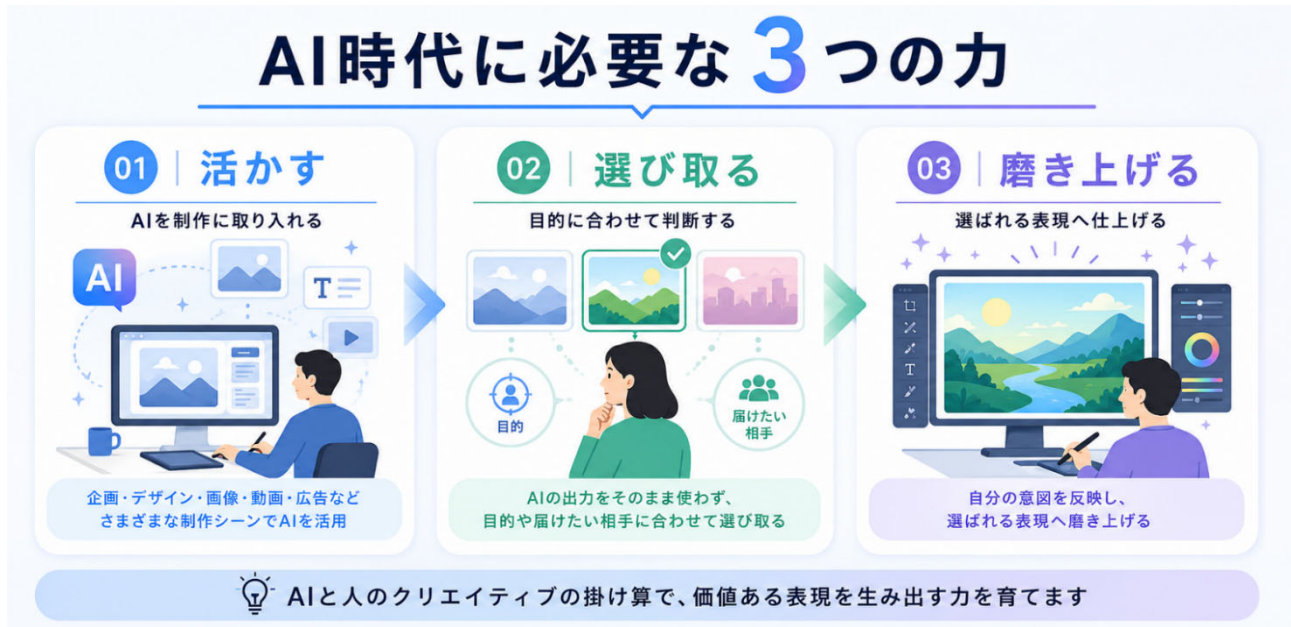 AI時代に必要な3つの力
01 活かす
AIを制作に取り入れる
AI
T
企画・デザイン・画像・動画・広告など
さまざまな制作シーンでAIを活用
02 選び取る
目的に合わせて判断する
目的
届けたい
相手
AIの出力をそのまま使わず、
目的や届けたい相手に合わせて選び取る
03 磨き上げる
選ばれる表現へ仕上げる
T
自分の意図を反映し、
選ばれる表現へ磨き上げる
AIと人のクリエイティブの掛け算で、価値ある表現を生み出す力を育てます